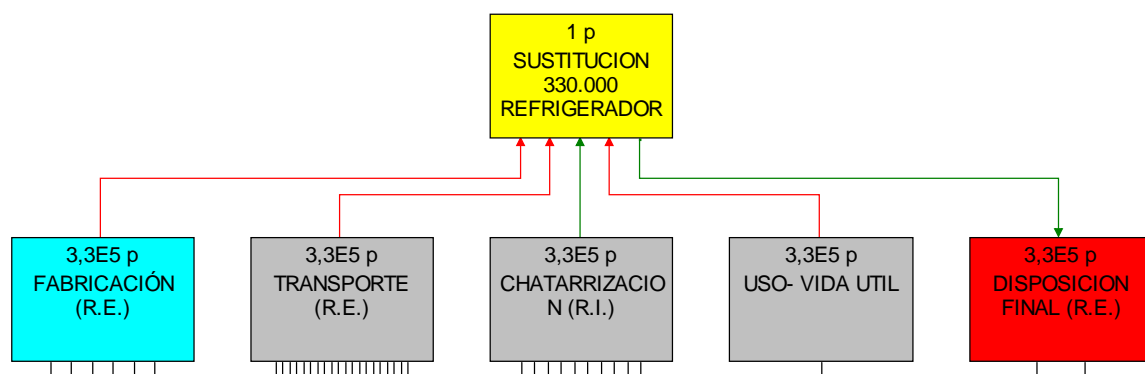 1 p
SUSTITUCION
330.000
REFRIGERADOR
3,3E5 p
FABRICACIÓN
(R.E.)
3,3E5 p
TRANSPORTE
(R.E.)
3,3E5 p
CHATARRIZACIO
N (R.I.)
3,3E5 p
USO- VIDA UTIL
3,3E5 p
DISPOSICION
FINAL (R.E.)